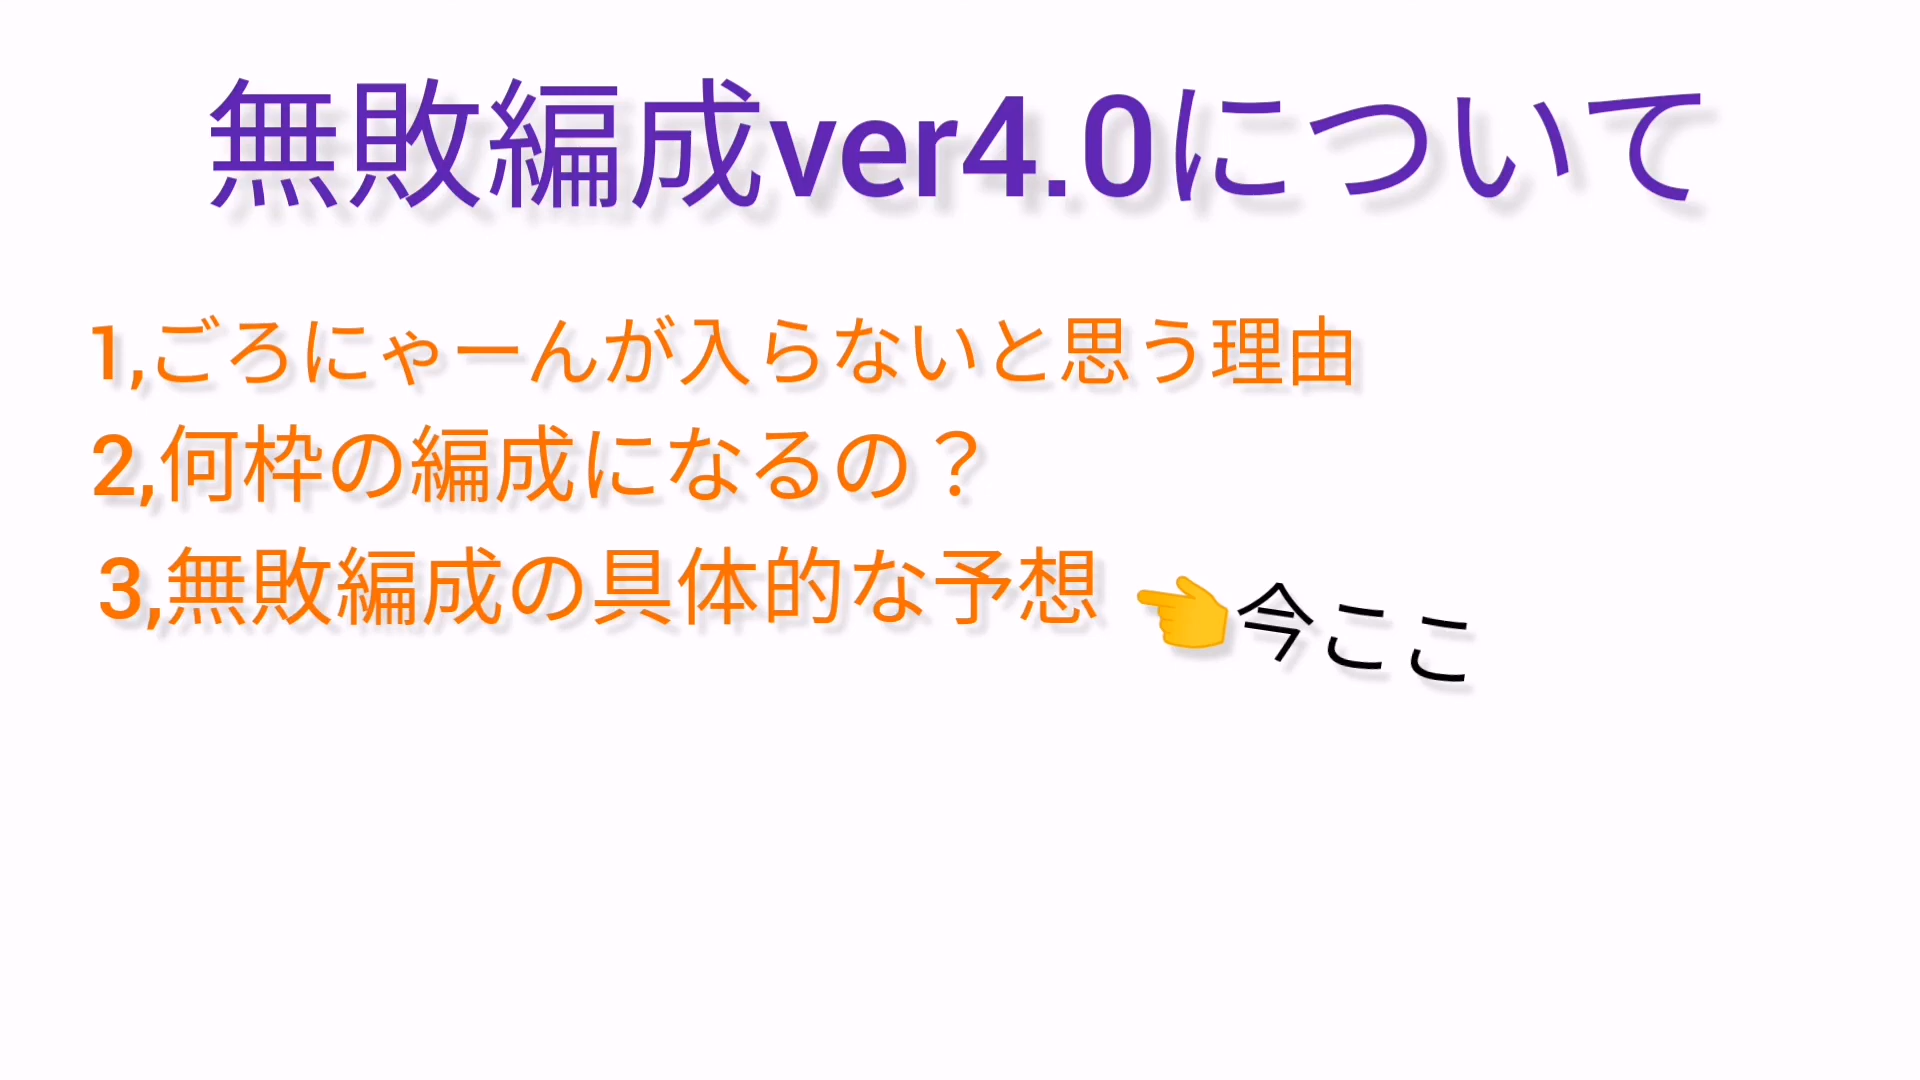 無敗編成ver4.0について
1,ごろにゃーんが入らないと思う理由
2,何枠の編成になるの？
3,無敗編成の具体的な予想 👈今ここ